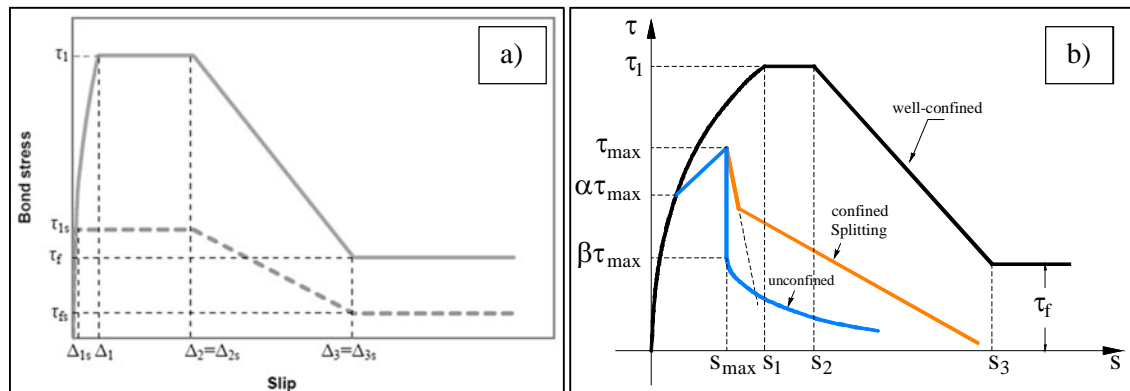 a)
τ1
τ1s
τf
τfs
Bond stress
Δ1s Δ1 Δ2=Δ2s Δ3=Δ3s
Slip
b)
τ
τ1
τmax
ατmax
βτmax
well-confined
confined
Splitting
unconfined
τf
smax s1 s2 s3 s